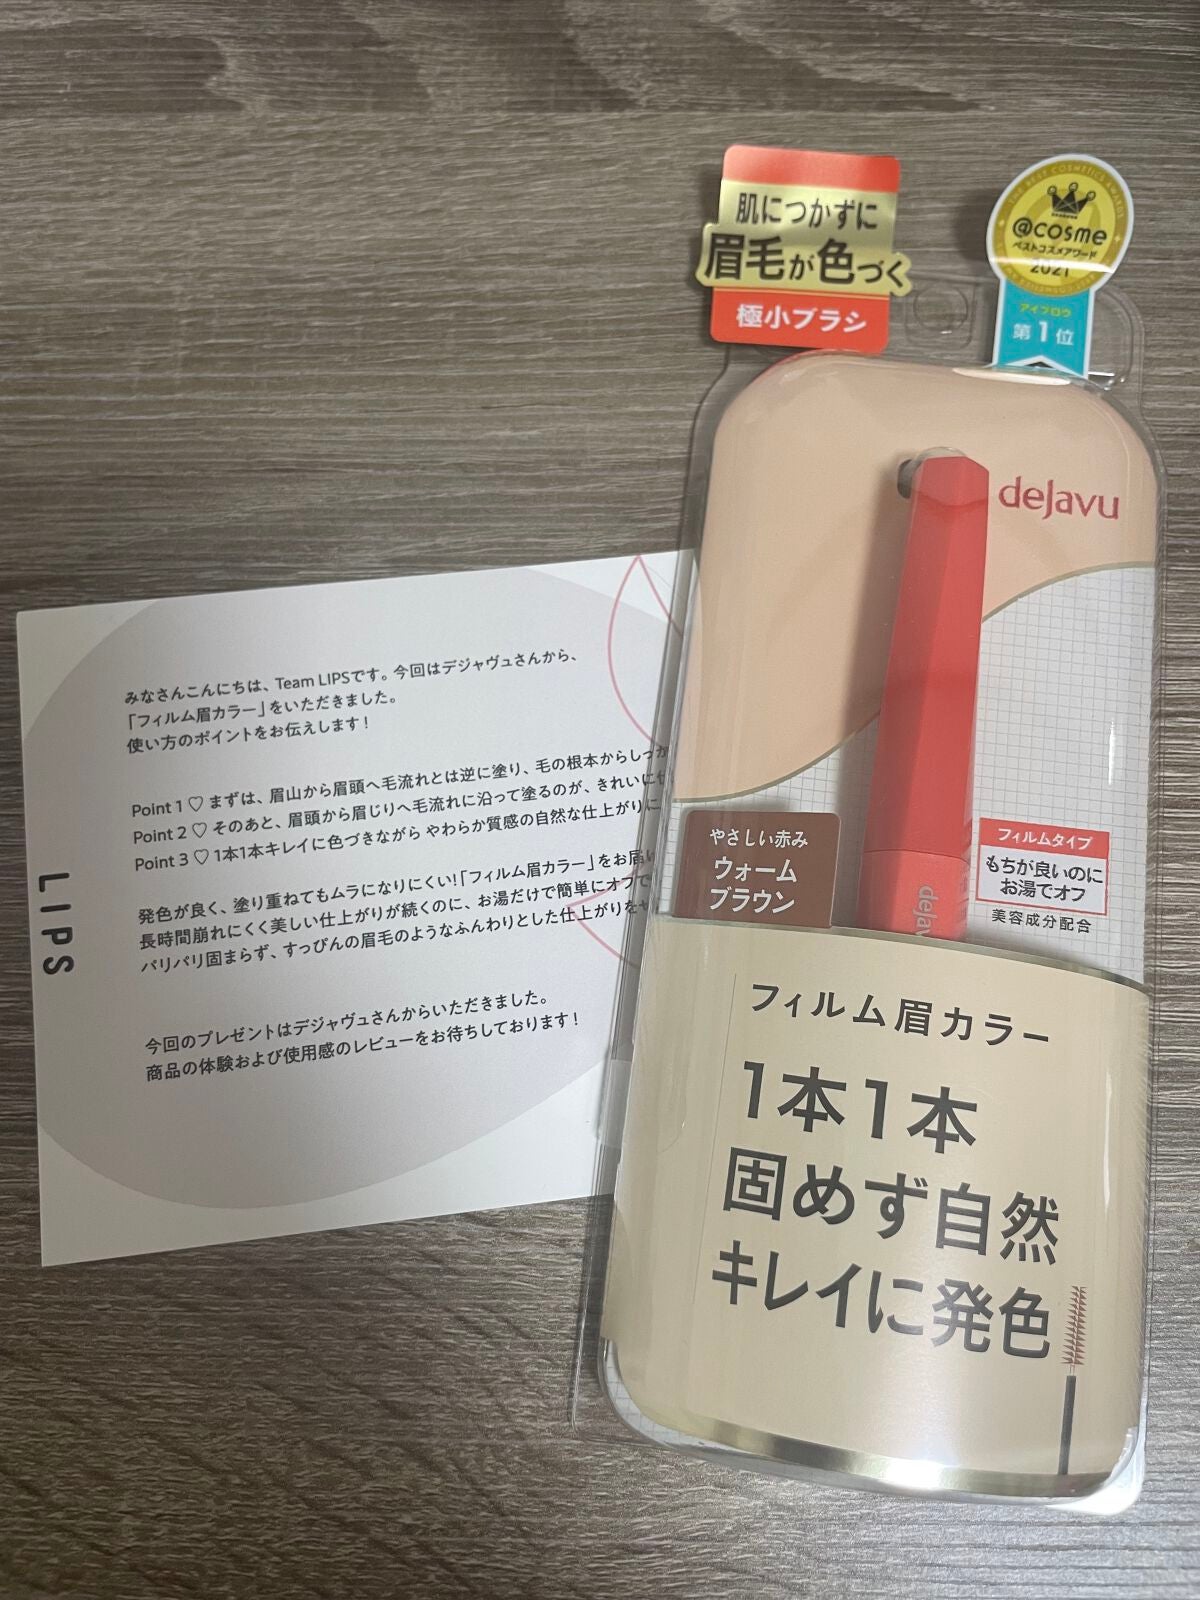 みなさんこんにちは、Team LIPSです。今回はデジャヴュさんから、
「フィルム眉カラー」をいただきました。
使い方のポイントをお伝えします！
Point 1 ♡ まずは、眉山から眉頭へ毛流れとは逆に塗り、毛の根本からしっか
Point 2 ♡ そのあと、眉頭から眉じりへ毛流れに沿って塗るのが、きれいに
Point 3 ♡ 1本1本キレイに色づきながら やわらか質感の自然な仕上がりに
発色が良く、塗り重ねてもムラになりにくい！「フィルム眉カラー」をお届
長時間崩れにくく美しい仕上がりが続くのに、お湯だけで簡単にオフで
パリパリ固まらず、すっぴんの眉毛のようなふんわりとした仕上がりを
今回のプレゼントはデジャヴュさんからいただきました。
商品の体験および使用感のレビューをお待ちしております！
LIPS
肌につかずに
眉毛が色づく
極小ブラシ
@cosme
ベストコスメアワード
2021
アイブロウ
第1位
dejavu
やさしい赤み
ウォーム
ブラウン
フィルムタイプ
もちが良いのに
お湯でオフ
美容成分配合
dejav
フィルム眉カラー
1本1本
固めず自然
キレイに発色